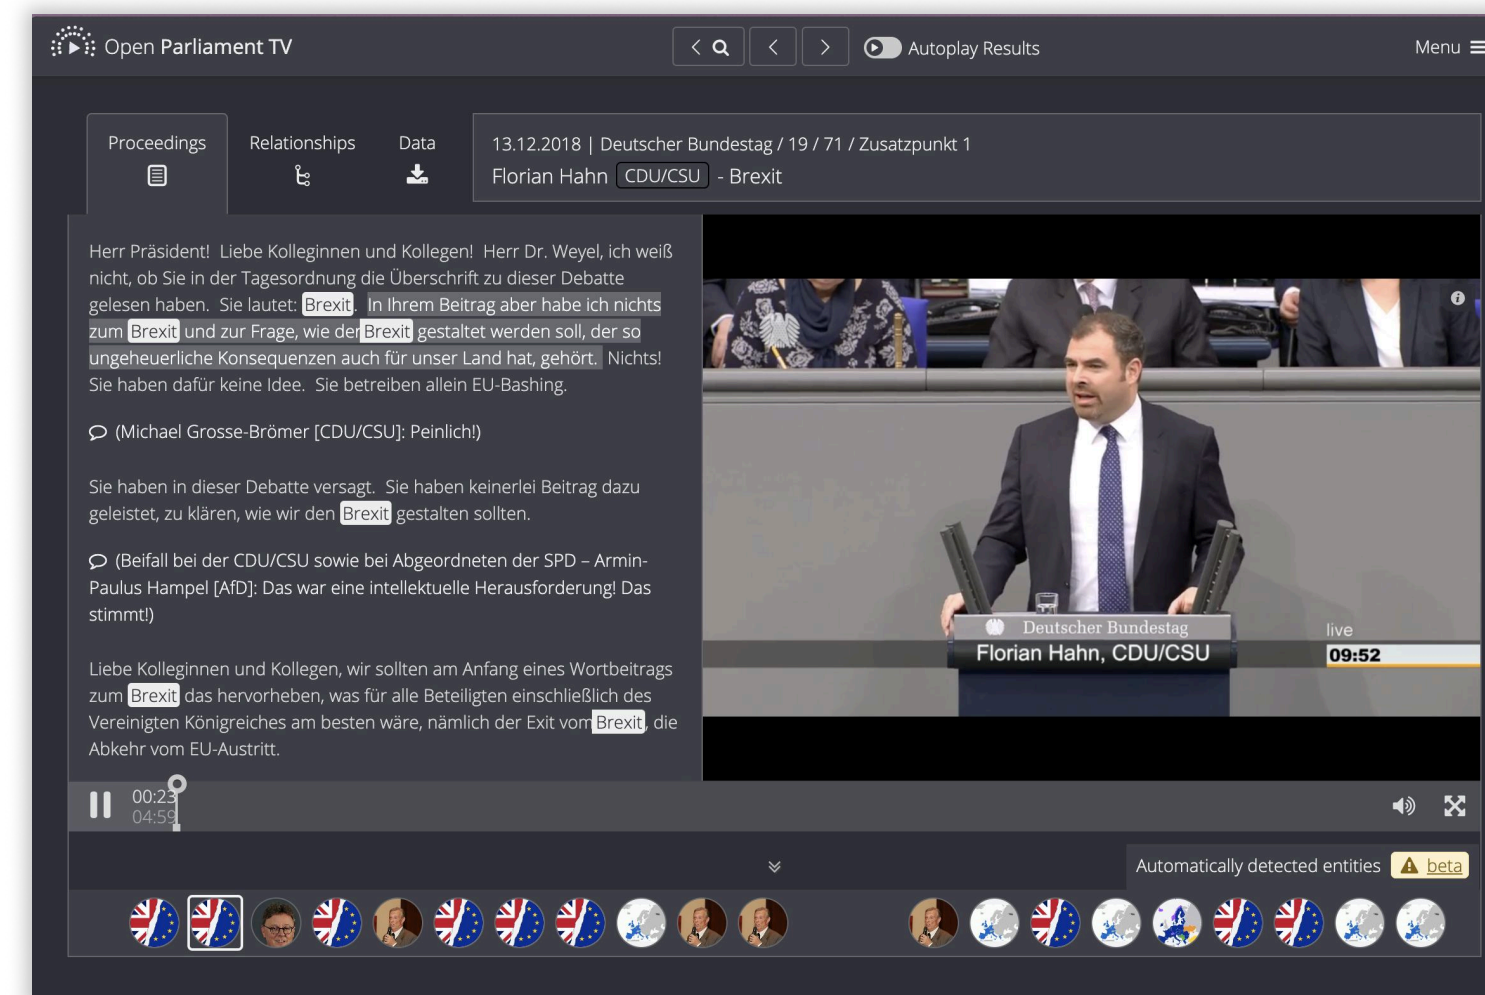 Open Parliament TV
Autoplay Results
Menu
Proceedings
Relationships
Data
13.12.2018 | Deutscher Bundestag / 19 / 71 / Zusatzpunkt 1
Florian Hahn CDU/CSU - Brexit
Herr Präsident! Liebe Kolleginnen und Kollegen! Herr Dr. Weyel, ich weiß
nicht, ob Sie in der Tagesordnung die Überschrift zu dieser Debatte
gelesen haben. Sie lautet: Brexit. In Ihrem Beitrag aber habe ich nichts
zum Brexit und zur Frage, wie der Brexit gestaltet werden soll, der so
ungeheuerliche Konsequenzen auch für unser Land hat, gehört. Nichts!
Sie haben dafür keine Idee. Sie betreiben allein EU-Bashing.
(Michael Grosse-Brömer [CDU/CSU]: Peinlich!)
Sie haben in dieser Debatte versagt. Sie haben keinerlei Beitrag dazu
geleistet, zu klären, wie wir den Brexit gestalten sollten.
(Beifall bei der CDU/CSU sowie bei Abgeordneten der SPD – Armin-
Paulus Hampel [AfD]: Das war eine intellektuelle Herausforderung! Das
stimmt!)
Liebe Kolleginnen und Kollegen, wir sollten am Anfang eines Wortbeitrags
zum Brexit das hervorheben, was für alle Beteiligten einschließlich des
Vereinigten Königreiches am besten wäre, nämlich der Exit vom Brexit, die
Abkehr vom EU-Austritt.
Deutscher Bundestag
Florian Hahn, CDU/CSU
live
09:52
00:23
04:59
Automatically detected entities beta